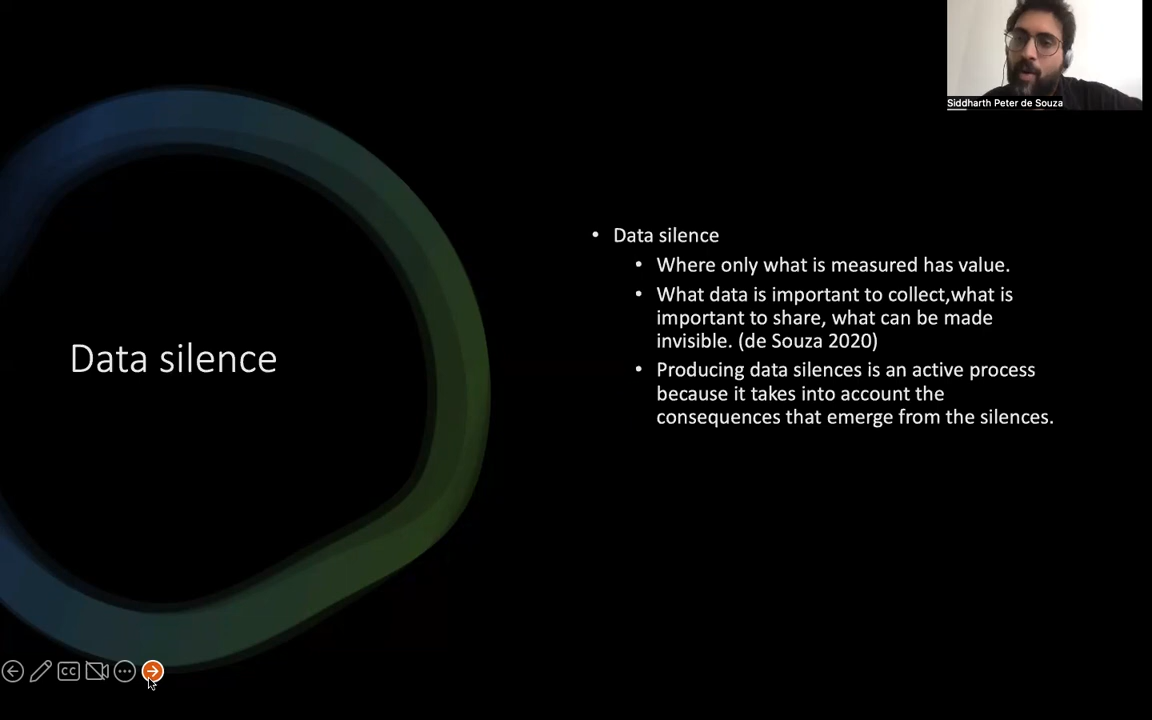 Siddharth Peter de Souza
Data silence
• Data silence
• Where only what is measured has value.
• What data is important to collect,what is
important to share, what can be made
invisible. (de Souza 2020)
• Producing data silences is an active process
because it takes into account the
consequences that emerge from the silences.
CC